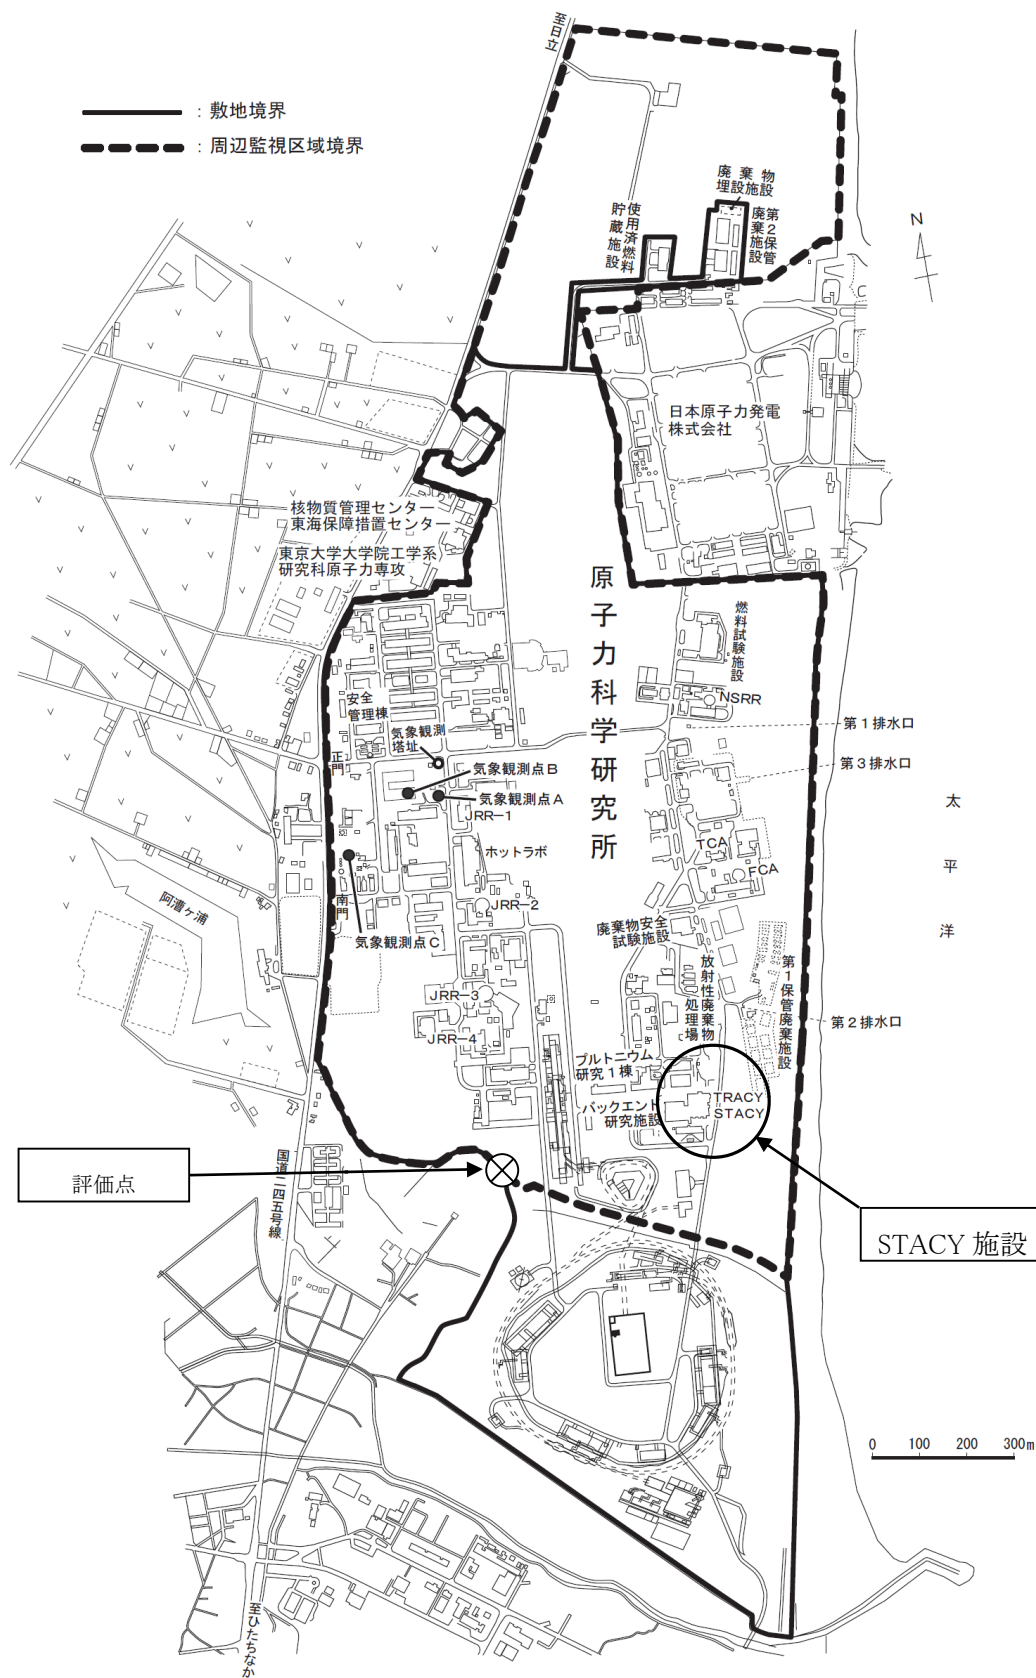 至日立
：敷地境界
：周辺監視区域境界
廃棄物
埋設施設
第２保管
廃棄施設
使用済燃料
貯蔵施設
N
日本原子力発電
株式会社
核物質管理センター
東海保障措置センター
東京大学大学院工学系
研究科原子力専攻
原子力科学研究所
燃料試験施設
NSRR
安全
管理棟
気象観測
塔址
正門
第１排水口
第３排水口
気象観測点B
気象観測点A
JRR-1
太平洋
TCA
ホットラボ
FCA
阿漕ヶ浦
南門
JRR-2
廃棄物安全
試験施設
気象観測点C
放射性廃棄物
処理場
第１保管廃棄施設
JRR-3
第２排水口
JRR-4
プルトニウム
研究１棟
TRACY
STACY
バックエンド
研究施設
評価点
国道二四五号線
STACY 施設
0 100 200 300m
至ひたちなか